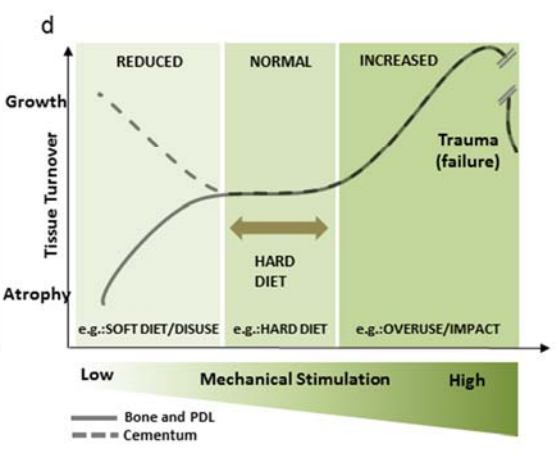 d
REDUCED
NORMAL
INCREASED
Growth
Tissue Turnover
Atrophy
Trauma
(failure)
HARD
DIET
e.g.:SOFT DIET/DISUSE
e.g.:HARD DIET
e.g.:OVERUSE/IMPACT
Low
Mechanical Stimulation
High
Bone and PDL
Cementum